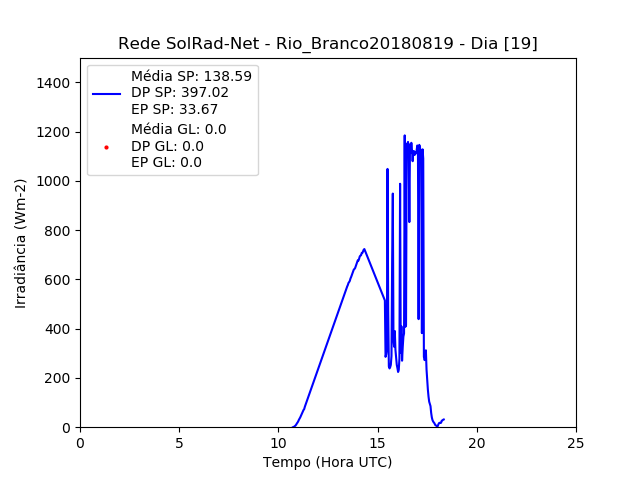 Rede SolRad-Net - Rio_Branco20180819 - Dia [19]
Média SP: 138.59
DP SP: 397.02
EP SP: 33.67
Média GL: 0.0
DP GL: 0.0
EP GL: 0.0
1400
1200
1000
800
600
400
200
0
Irradiância (Wm-2)
0 5 10 15 20 25
Tempo (Hora UTC)